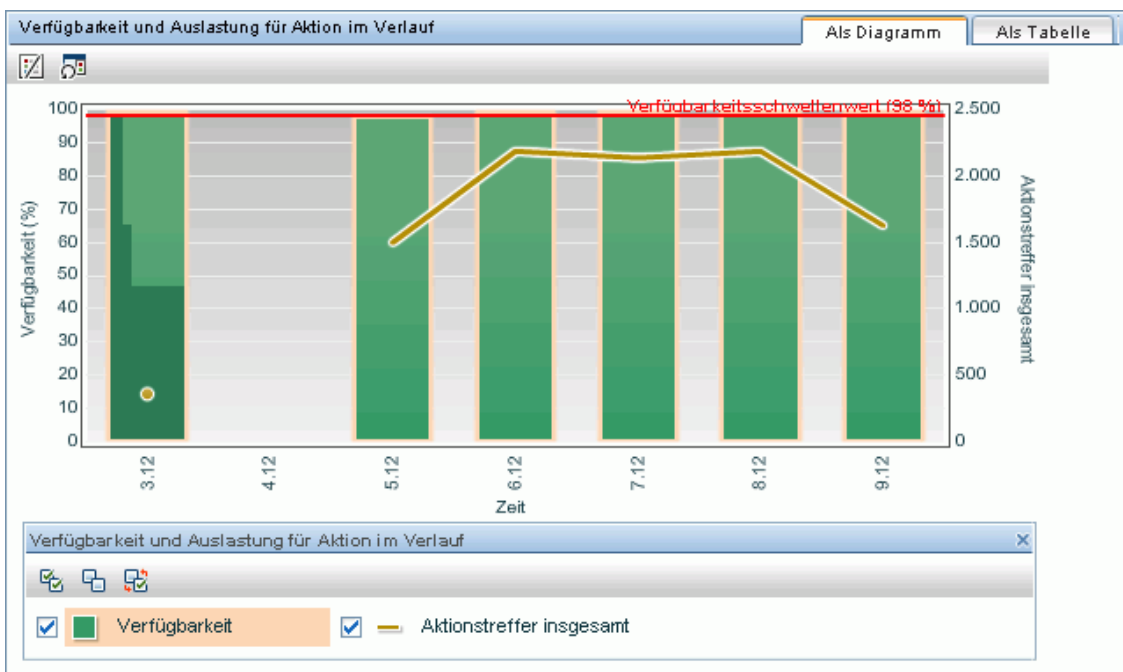 Verfügbarkeit und Auslastung für Aktion im Verlauf
Als Diagramm
Als Tabelle
Verfügbarkeitsschwellenwert (98 %)
Verfügbarkeit (%)
100
90
80
70
60
50
40
30
20
10
0
2.500
2.000
1.500
1.000
500
0
Aktionstreffer insgesamt
3.12
4.12
5.12
6.12
7.12
8.12
9.12
Zeit
Verfügbarkeit und Auslastung für Aktion im Verlauf
Verfügbarkeit
Aktionstreffer insgesamt